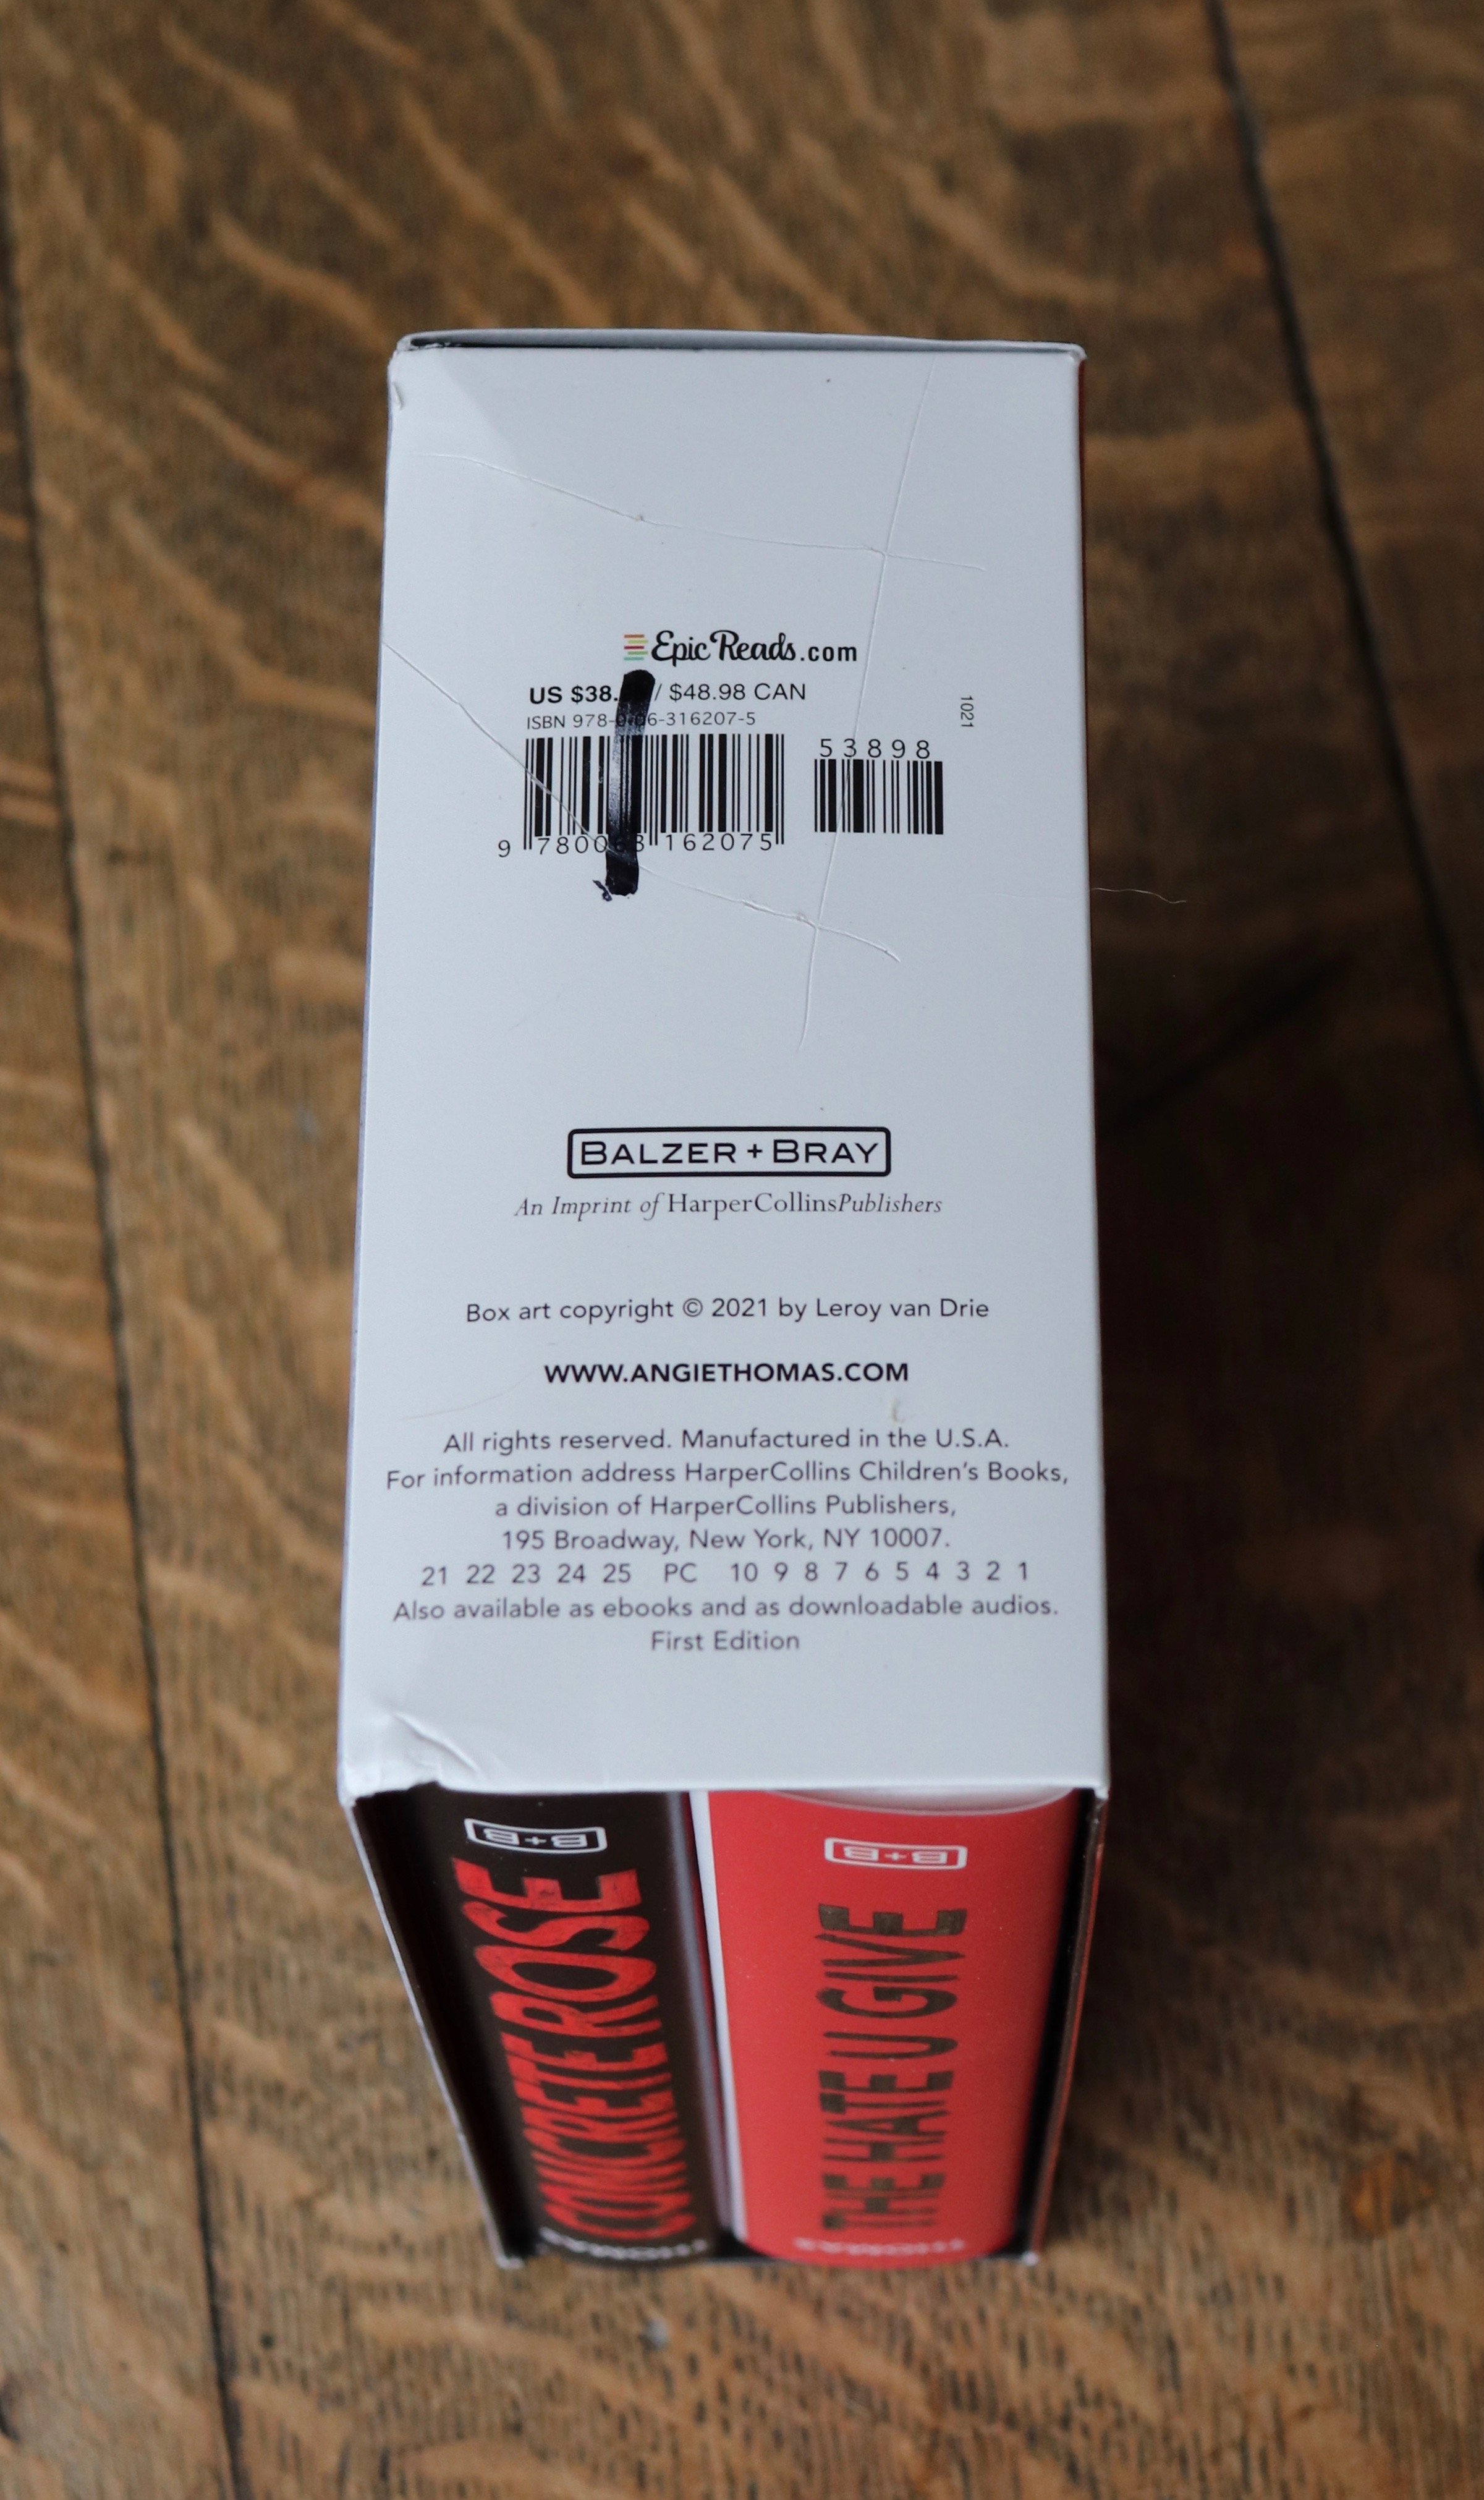 EpicReads.com
US $38. / $48.98 CAN
ISBN 978-0-06-316207-5
53898
1021
9 780063 162075
BALZER + BRAY
An Imprint of HarperCollinsPublishers
Box art copyright © 2021 by Leroy van Drie
WWW.ANGIETHOMAS.COM
All rights reserved. Manufactured in the U.S.A.
For information address HarperCollins Children's Books,
a division of HarperCollins Publishers,
195 Broadway, New York, NY 10007.
21 22 23 24 25 PC 10 9 8 7 6 5 4 3 2 1
Also available as ebooks and as downloadable audios.
First Edition
B+B
CONCRETE ROSE
THOMAS
B+B
THE HATE U GIVE
THOMAS